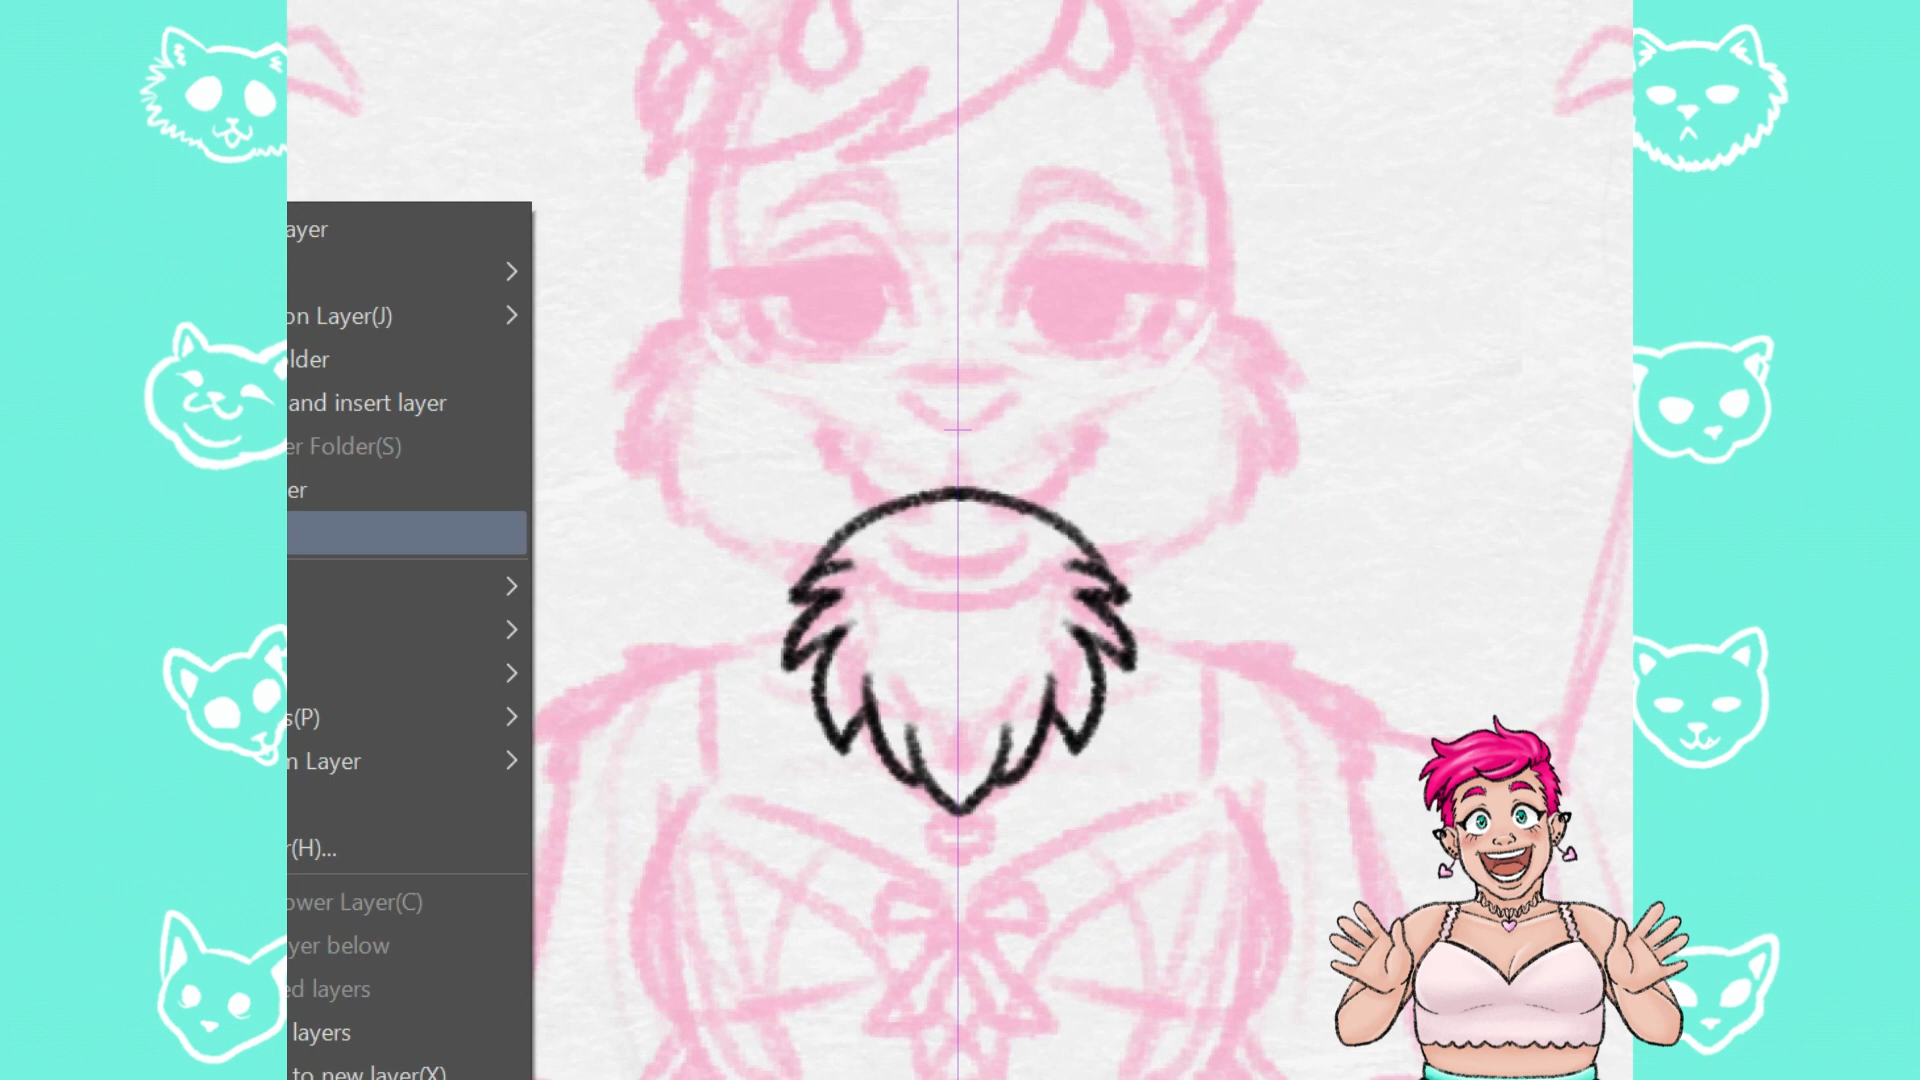 ayer
on Layer(J)
lder
and insert layer
er Folder(S)
er
s(P)
n Layer
r(H)...
ower Layer(C)
yer below
ed layers
layers
to new layer(X)